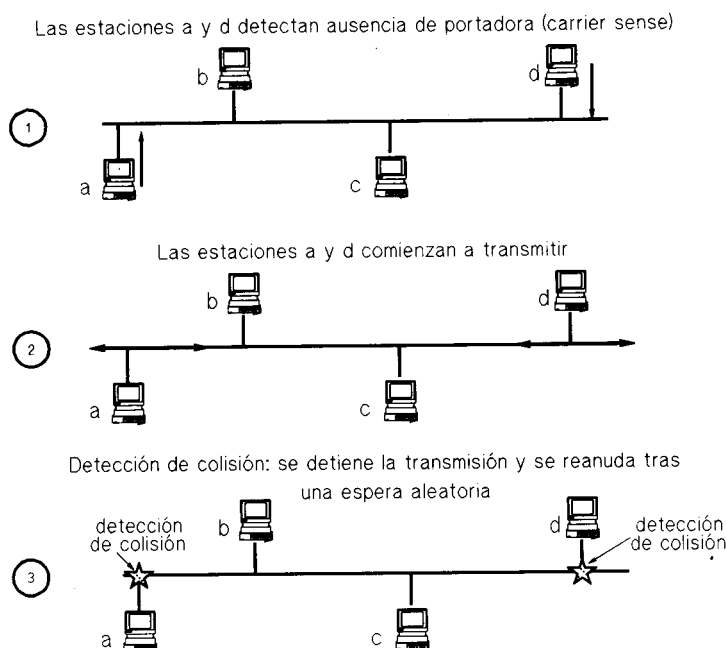 Las estaciones a y d detectan ausencia de portadora (carrier sense)
b
d
1
a
c
Las estaciones a y d comienzan a transmitir
b
d
2
a
c
Detección de colisión: se detiene la transmisión y se reanuda tras
una espera aleatoria
detección
de colisión
b
d
detección
de colisión
3
a
c